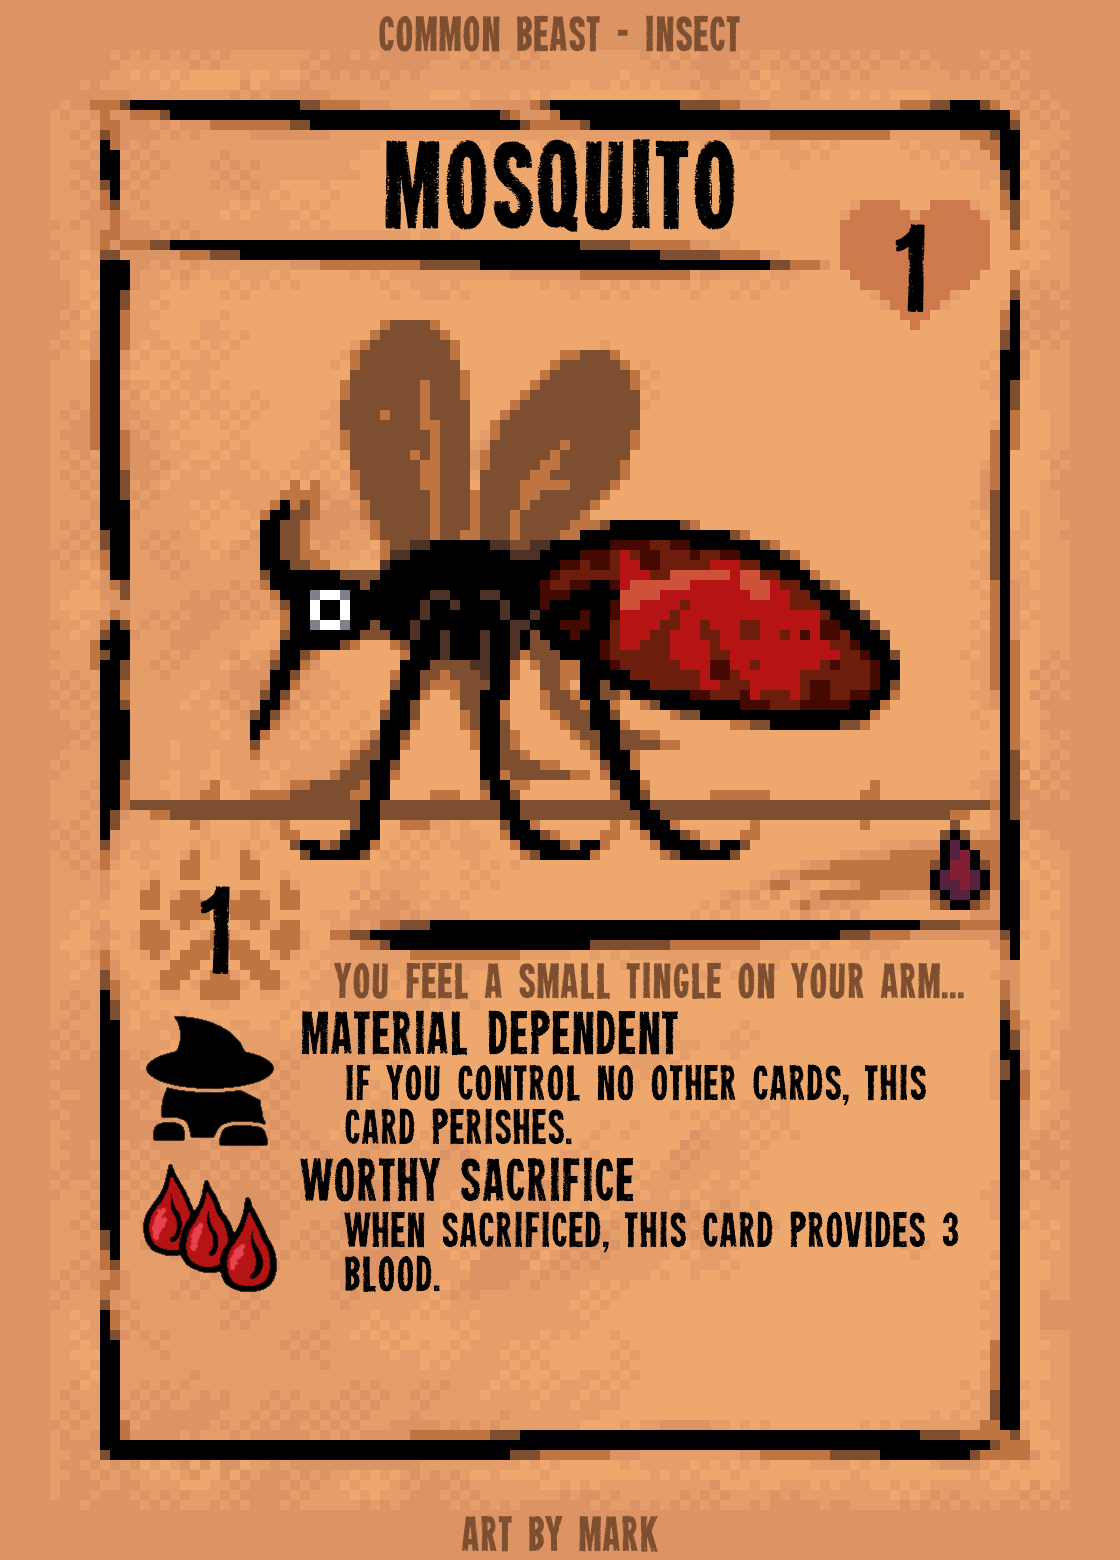 COMMON BEAST - INSECT
MOSQUITO
1
1
YOU FEEL A SMALL TINGLE ON YOUR ARM...
MATERIAL DEPENDENT
IF YOU CONTROL NO OTHER CARDS, THIS
CARD PERISHES.
WORTHY SACRIFICE
WHEN SACRIFICED, THIS CARD PROVIDES 3
BLOOD.
ART BY MARK